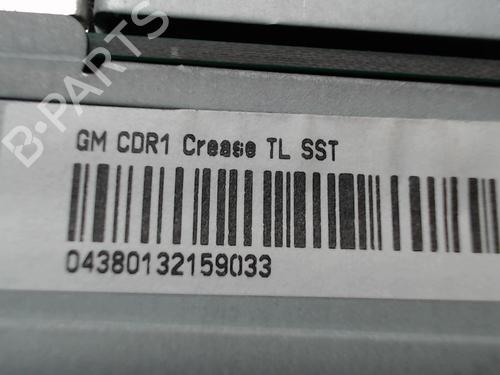 B-PARTS
GM CDR1 Crease TL SST
04380132159033